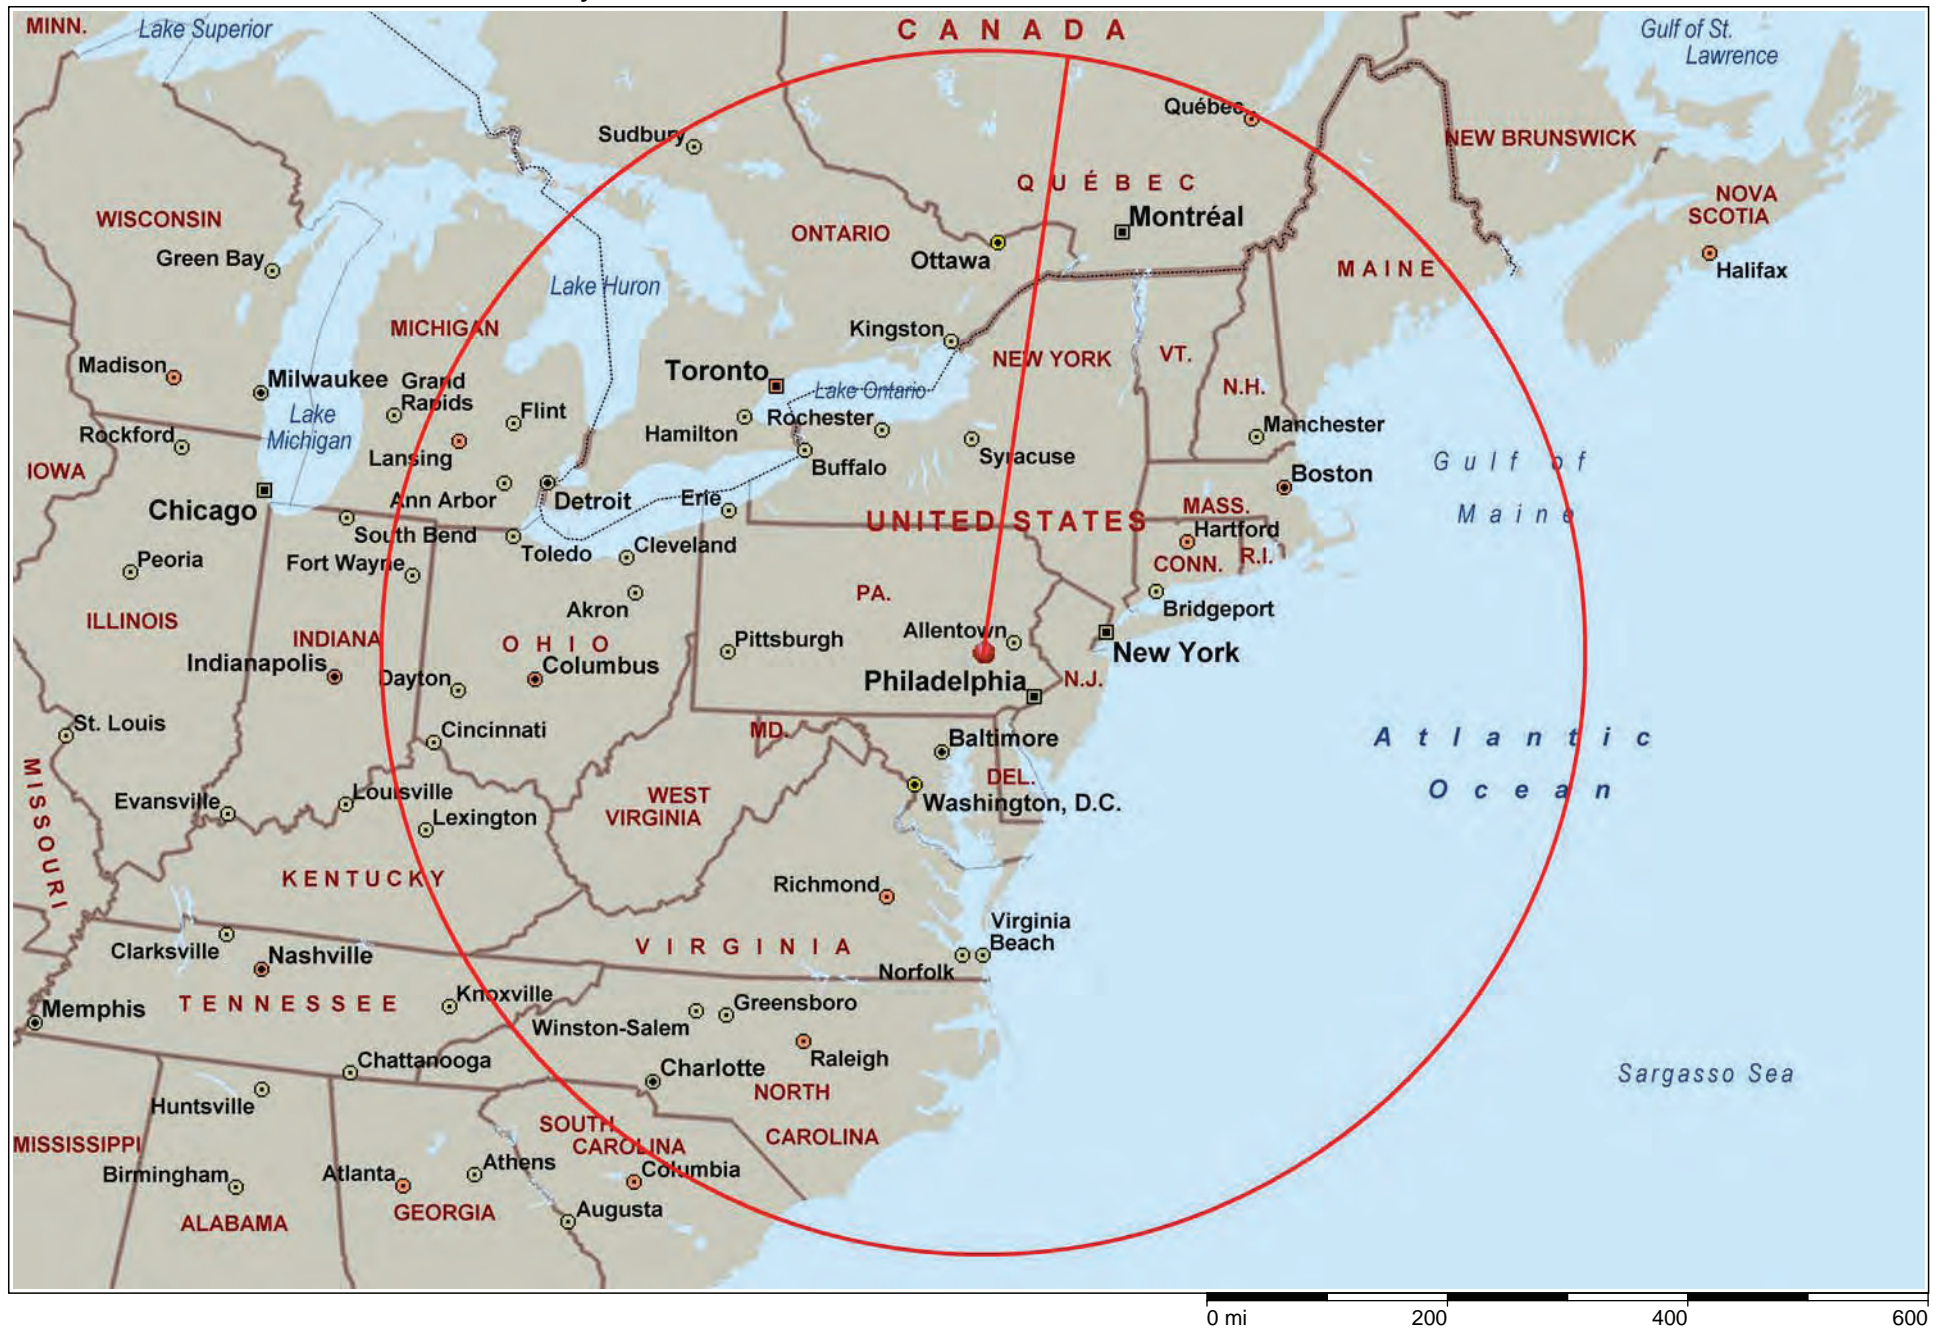 MINN.
Lake Superior
CANADA
Gulf of St.
Lawrence
Sudbury
Québec
NEW BRUNSWICK
QUÉBEC
NOVA
SCOTIA
WISCONSIN
ONTARIO
Montréal
Green Bay
Ottawa
MAINE
Halifax
Lake Huron
MICHIGAN
Kingston
NEW YORK
VT.
Madison
Milwaukee
Grand
Rapids
Toronto
Lake Ontario
N.H.
Lake
Michigan
Flint
Rochester
Manchester
Rockford
Hamilton
Lansing
Syracuse
Buffalo
Gulf of
Maine
IOWA
Boston
Chicago
Ann Arbor
Detroit
Erie
MASS.
UNITED STATES
Hartford
South Bend
Toledo
Cleveland
R.I.
Peoria
Fort Wayne
CONN.
PA.
Akron
Bridgeport
ILLINOIS
INDIANA
OHIO
Pittsburgh
Allentown
New York
Indianapolis
Columbus
Dayton
Philadelphia
N.J.
St. Louis
Cincinnati
MD.
Baltimore
Atlantic
Ocean
DEL.
MISSOURI
Evansville
Louisville
WEST
VIRGINIA
Washington, D.C.
Lexington
KENTUCKY
Richmond
Virginia
Beach
Clarksville
Nashville
VIRGINIA
Norfolk
Memphis
TENNESSEE
Knoxville
Greensboro
Winston-Salem
Raleigh
Chattanooga
Charlotte
Sargasso Sea
Huntsville
NORTH
CAROLINA
SOUTH
CAROLINA
MISSISSIPPI
Birmingham
Atlanta
Athens
Columbia
Augusta
ALABAMA
GEORGIA
0 mi 200 400 600